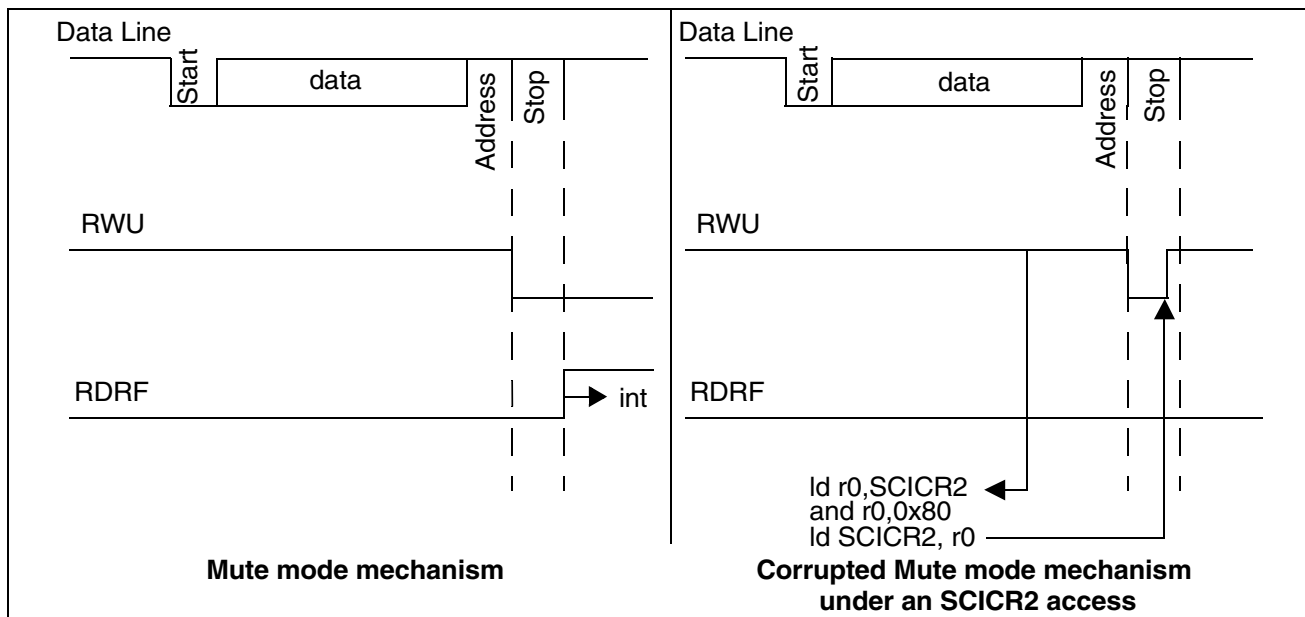 Data Line
Start
data
Address
Stop
RWU
RDRF
int
Mute mode mechanism
Data Line
Start
data
Address
Stop
RWU
RDRF
ld r0,SCICR2
and r0,0x80
ld SCICR2, r0
Corrupted Mute mode mechanism
under an SCICR2 access